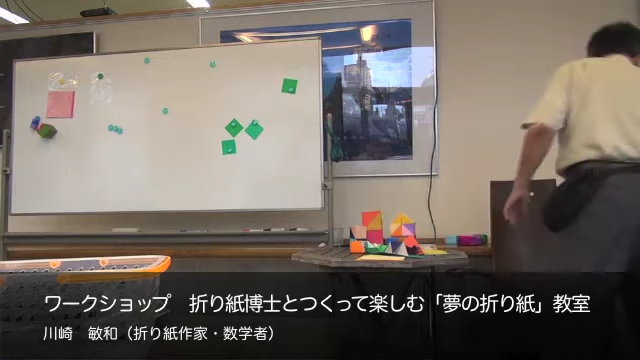 ワークショップ　折り紙博士とつくって楽しむ「夢の折り紙」教室
川崎　敏和（折り紙作家・数学者）